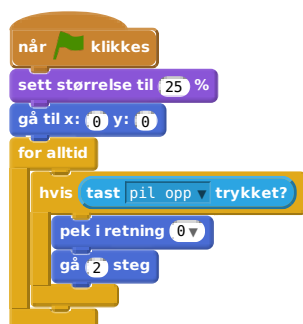 når klikkes
sett størrelse til 25 %
gå til x: 0 y: 0
for alltid
hvis tast pil opp ▼ trykket?
pek i retning 0▼
gå 2 steg